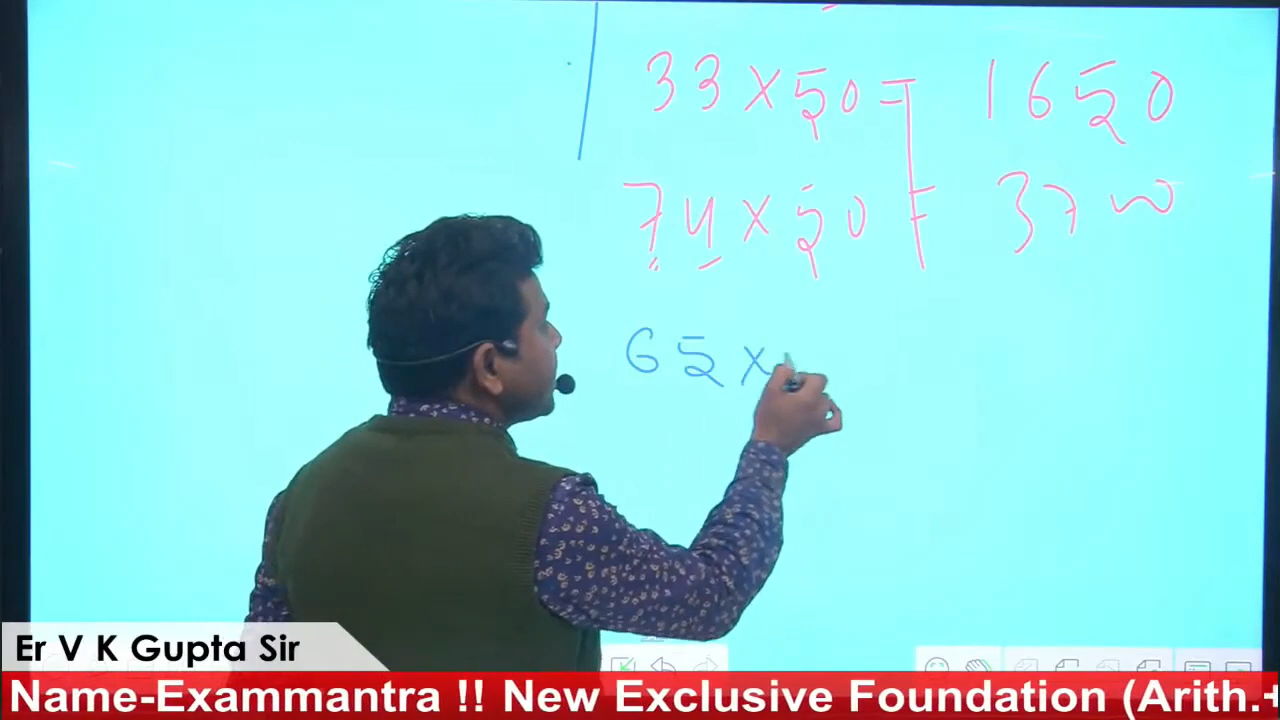 33 × 50 = 1650
74 × 50 = 3700
65 ×
Er V K Gupta Sir
Name-Exammantra !! New Exclusive Foundation (Arith.+